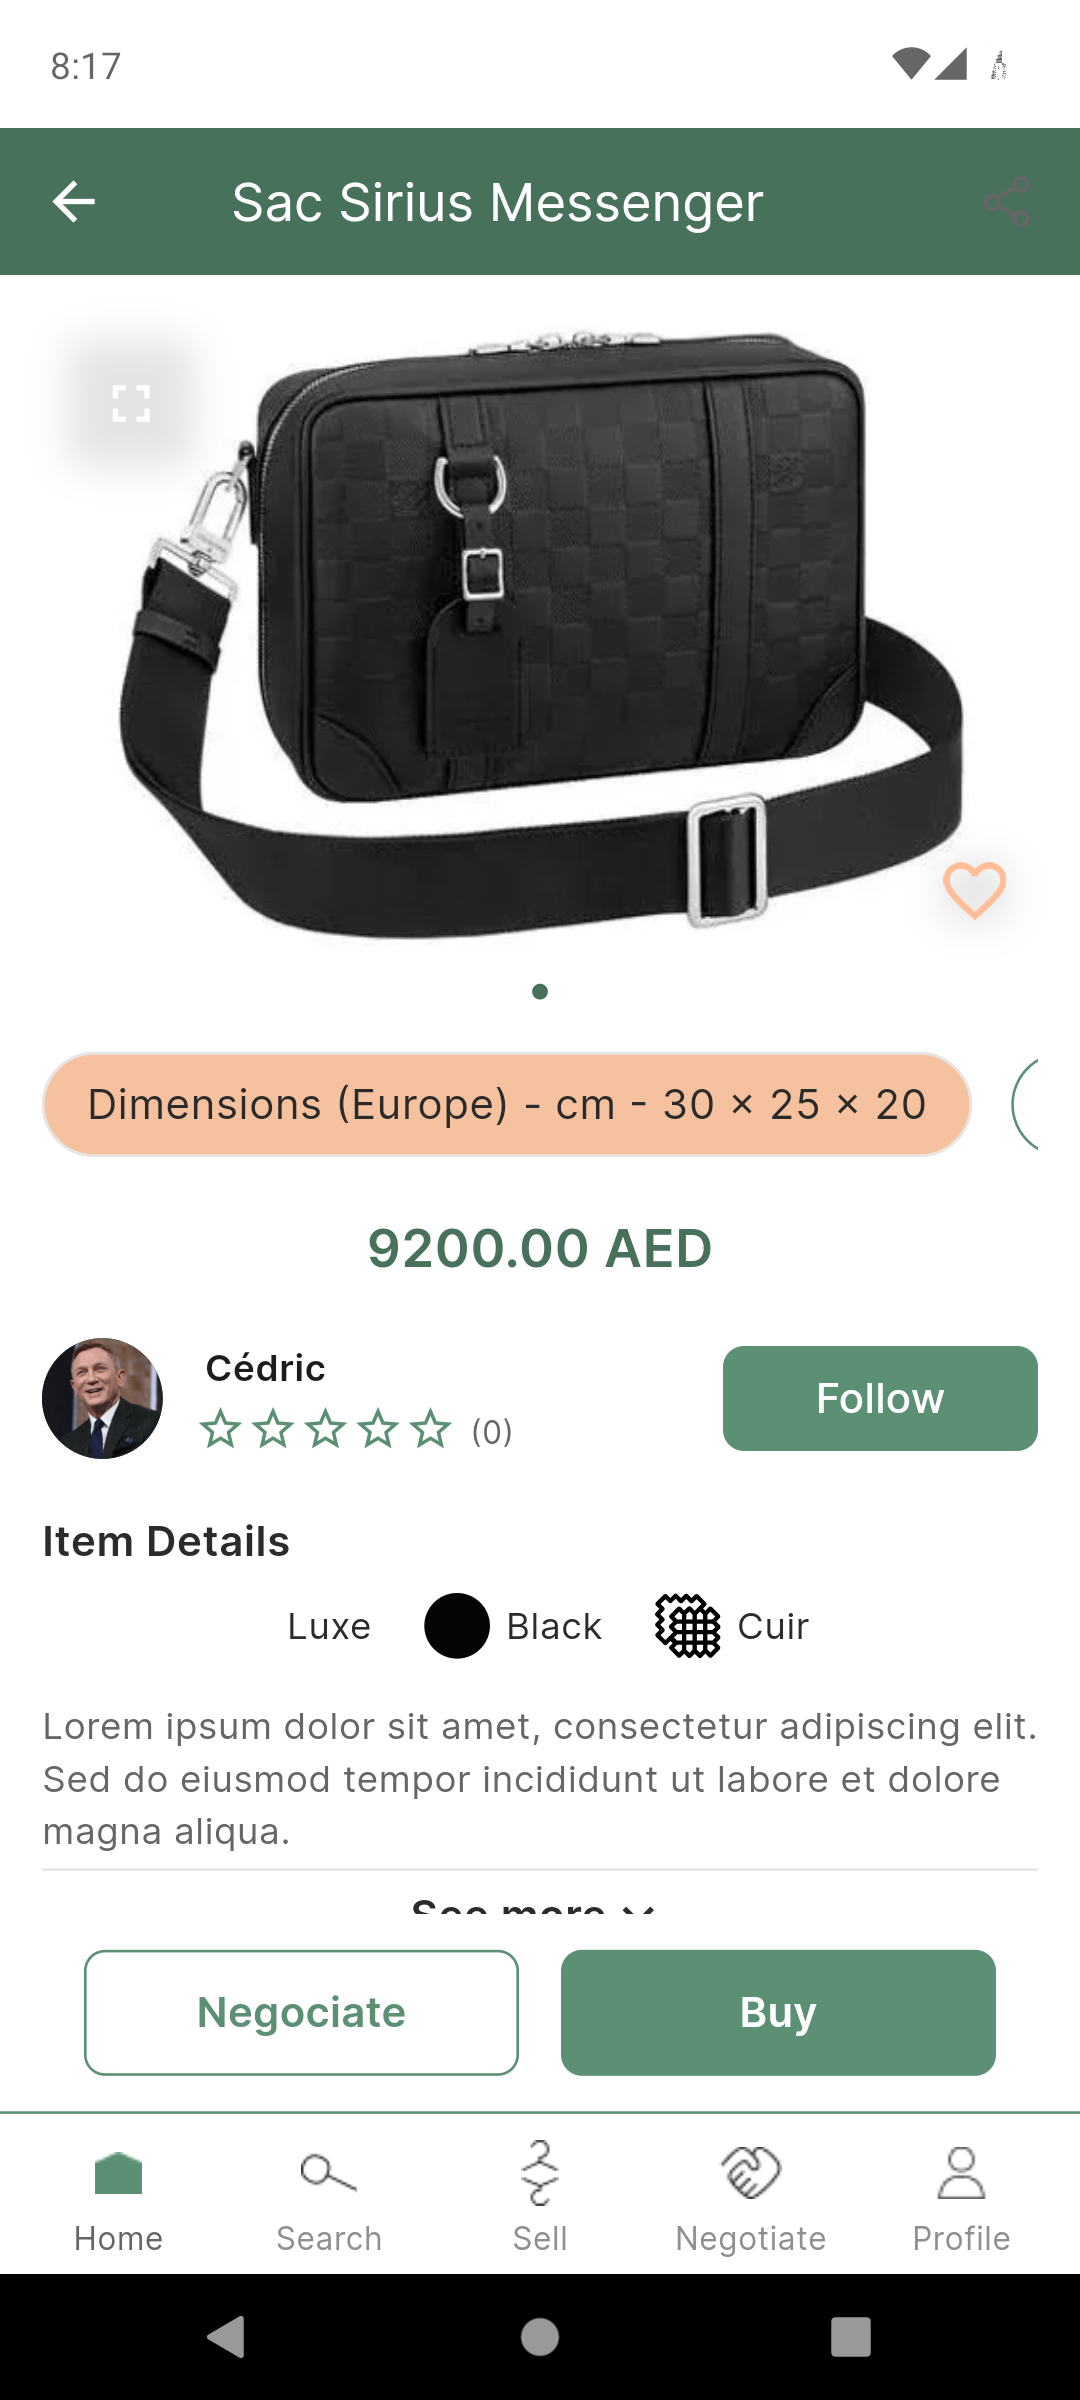 8:17
Sac Sirius Messenger
Dimensions (Europe) - cm - 30 × 25 × 20
9200.00 AED
Cédric
(0)
Follow
Item Details
Luxe Black Cuir
Lorem ipsum dolor sit amet, consectetur adipiscing elit.
Sed do eiusmod tempor incididunt ut labore et dolore
magna aliqua.
See more
Negociate Buy
Home Search Sell Negotiate Profile